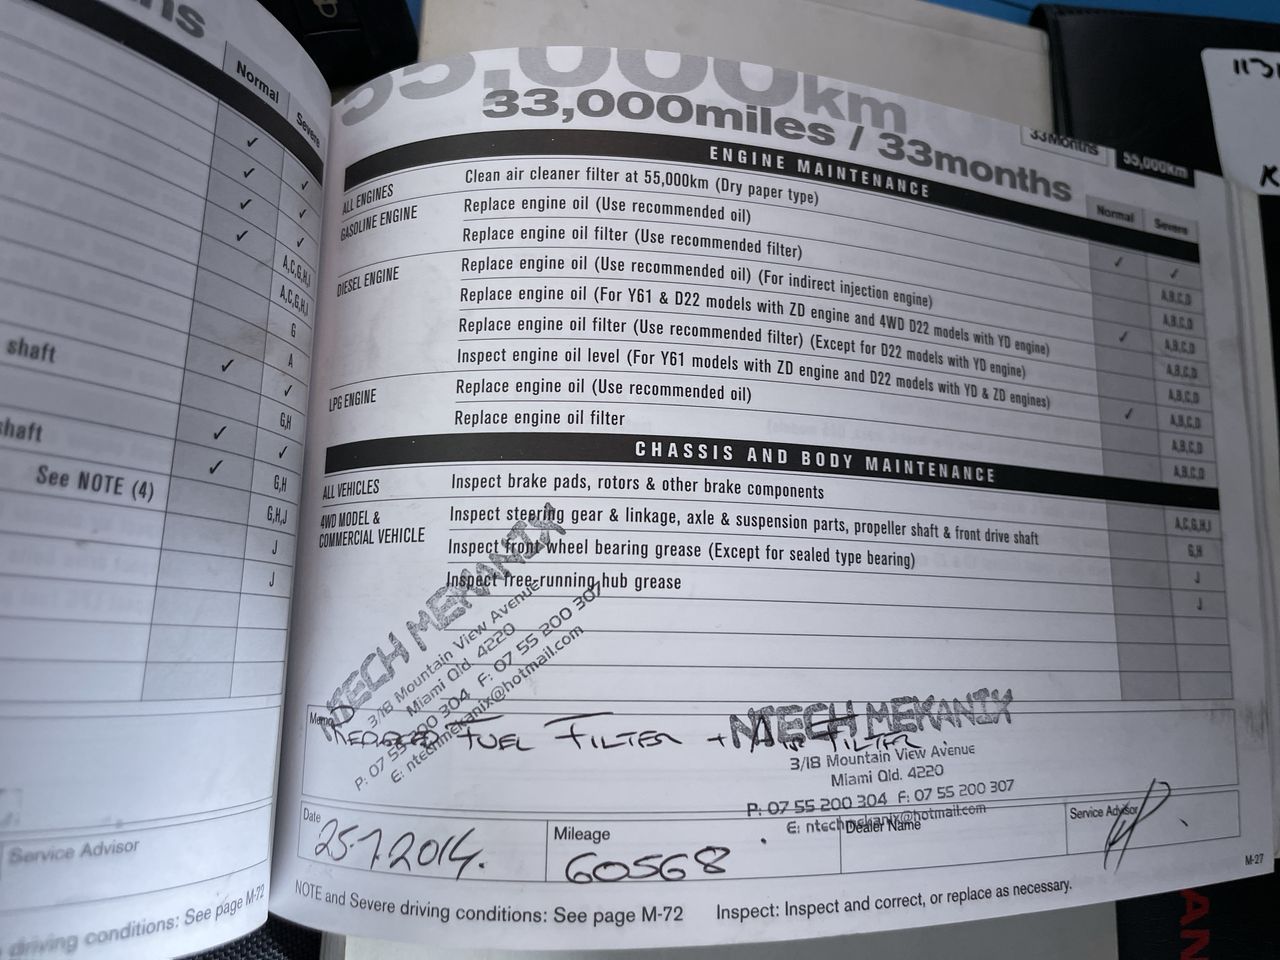 Normal
Severe
A,C,G,H,I
A,C,G,H,I
G
A
shaft
G,H
shaft
See NOTE (4)
G,H
G,H,J
J
J
Service Advisor
driving conditions: See page M-72
55,000km
33,000miles / 33months
33Months
55,000km
ENGINE MAINTENANCE
Normal
Severe
ALL ENGINES
Clean air cleaner filter at 55,000km (Dry paper type)
✓ ✓
GASOLINE ENGINE
Replace engine oil (Use recommended oil)
A,B,C,D
Replace engine oil filter (Use recommended filter)
A,B,C,D
DIESEL ENGINE
Replace engine oil (Use recommended oil) (For indirect injection engine)
✓ A,B,C,D
Replace engine oil (For Y61 & D22 models with ZD engine and 4WD D22 models with YD engine)
A,B,C,D
Replace engine oil filter (Use recommended filter) (Except for D22 models with YD engine)
A,B,C,D
Inspect engine oil level (For Y61 models with ZD engine and D22 models with YD & ZD engines)
✓ A,B,C,D
LPG ENGINE
Replace engine oil (Use recommended oil)
A,B,C,D
Replace engine oil filter
A,B,C,D
CHASSIS AND BODY MAINTENANCE
ALL VEHICLES
Inspect brake pads, rotors & other brake components
A,C,G,H,I
4WD MODEL &
COMMERCIAL VEHICLE
Inspect steering gear & linkage, axle & suspension parts, propeller shaft & front drive shaft
G,H
Inspect front wheel bearing grease (Except for sealed type bearing)
J
Inspect free-running hub grease
J
NTECH MEKANIX
3/18 Mountain View Avenue
Miami Qld. 4220
P: 07 55 200 304 F: 07 55 200 307
E: ntechmekanix@hotmail.com
Memo
FUEL FILTER + AIR FILTER
NTECH MEKANIX
3/18 Mountain View Avenue
Miami Qld. 4220
P: 07 55 200 304 F: 07 55 200 307
E: ntechmekanix@hotmail.com
Date
25.7.2014.
Mileage
60568
Dealer Name
Service Advisor
NOTE and Severe driving conditions: See page M-72
Inspect: Inspect and correct, or replace as necessary.
M-27
AN